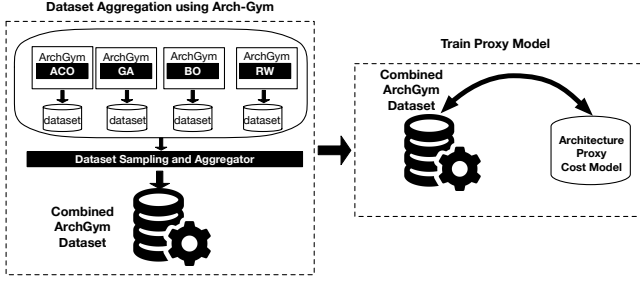 Dataset Aggregation using Arch-Gym
ArchGym ArchGym ArchGym ArchGym
ACO GA BO RW
dataset dataset dataset dataset
Dataset Sampling and Aggregator
Combined
ArchGym
Dataset
Train Proxy Model
Combined
ArchGym
Dataset
Architecture
Proxy
Cost Model